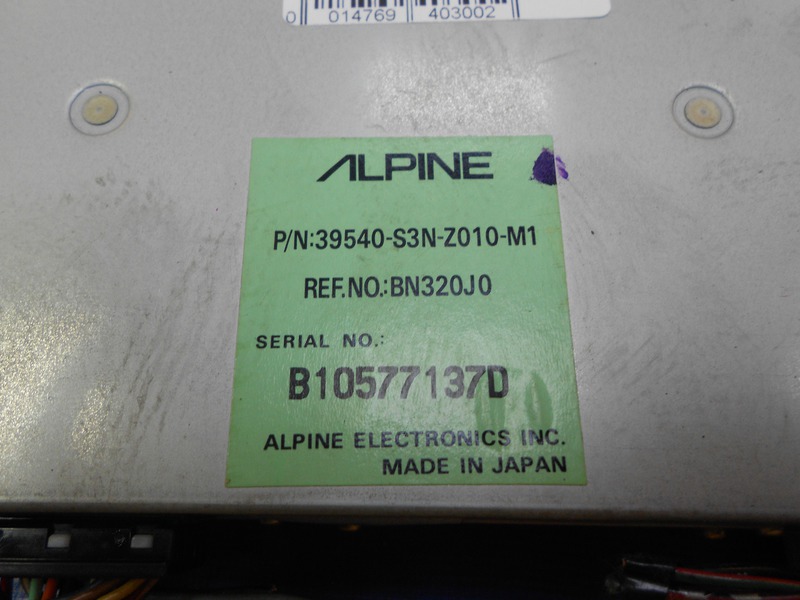 0 014769 403002
ALPINE
P/N:39540-S3N-Z010-M1
REF.NO.:BN320J0
SERIAL NO.:
B10577137D
ALPINE ELECTRONICS INC.
MADE IN JAPAN